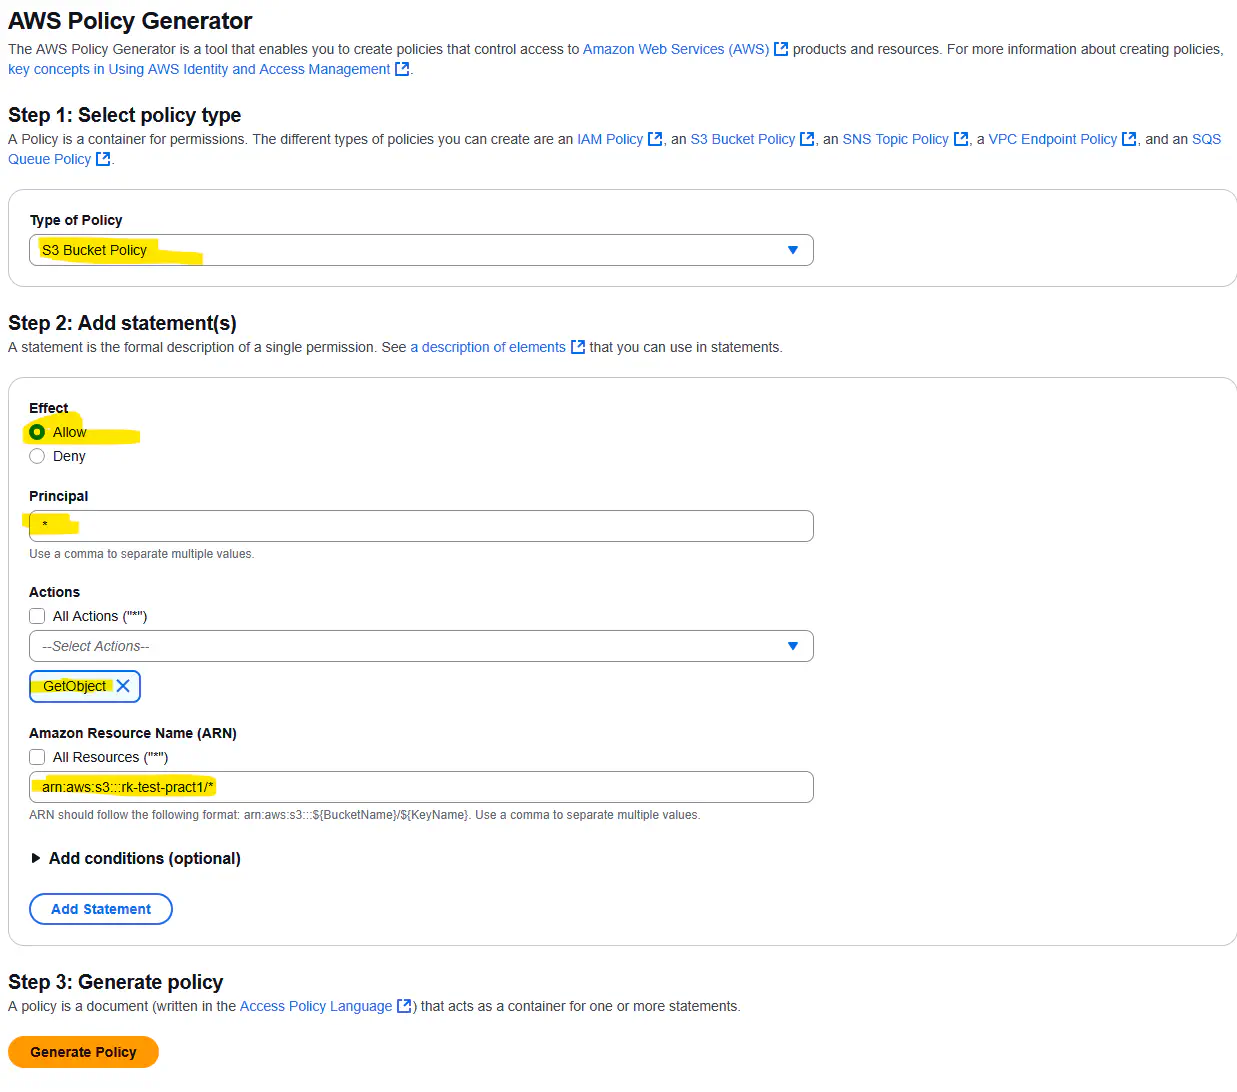 AWS Policy Generator
The AWS Policy Generator is a tool that enables you to create policies that control access to Amazon Web Services (AWS) products and resources. For more information about creating policies,
key concepts in Using AWS Identity and Access Management.
Step 1: Select policy type
A Policy is a container for permissions. The different types of policies you can create are an IAM Policy, an S3 Bucket Policy, an SNS Topic Policy, a VPC Endpoint Policy, and an SQS
Queue Policy.
Type of Policy
S3 Bucket Policy
Step 2: Add statement(s)
A statement is the formal description of a single permission. See a description of elements that you can use in statements.
Effect
Allow
Deny
Principal
*
Use a comma to separate multiple values.
Actions
All Actions ("*")
--Select Actions--
GetObject
Amazon Resource Name (ARN)
All Resources ("*")
arn:aws:s3:::rk-test-pract1/*
ARN should follow the following format: arn:aws:s3:::${BucketName}/${KeyName}. Use a comma to separate multiple values.
Add conditions (optional)
Add Statement
Step 3: Generate policy
A policy is a document (written in the Access Policy Language) that acts as a container for one or more statements.
Generate Policy